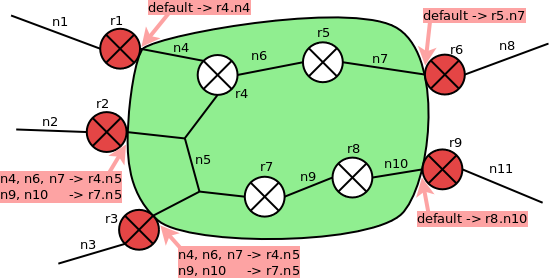 default -> r4.n4
n1
r1
default -> r5.n7
r5
r6
n8
n4
n6
n7
r4
r2
n2
n5
r8
r9
r7
n9
n10
n11
n4, n6, n7 -> r4.n5
n9, n10 -> r7.n5
r3
default -> r8.n10
n3
n4, n6, n7 -> r4.n5
n9, n10 -> r7.n5